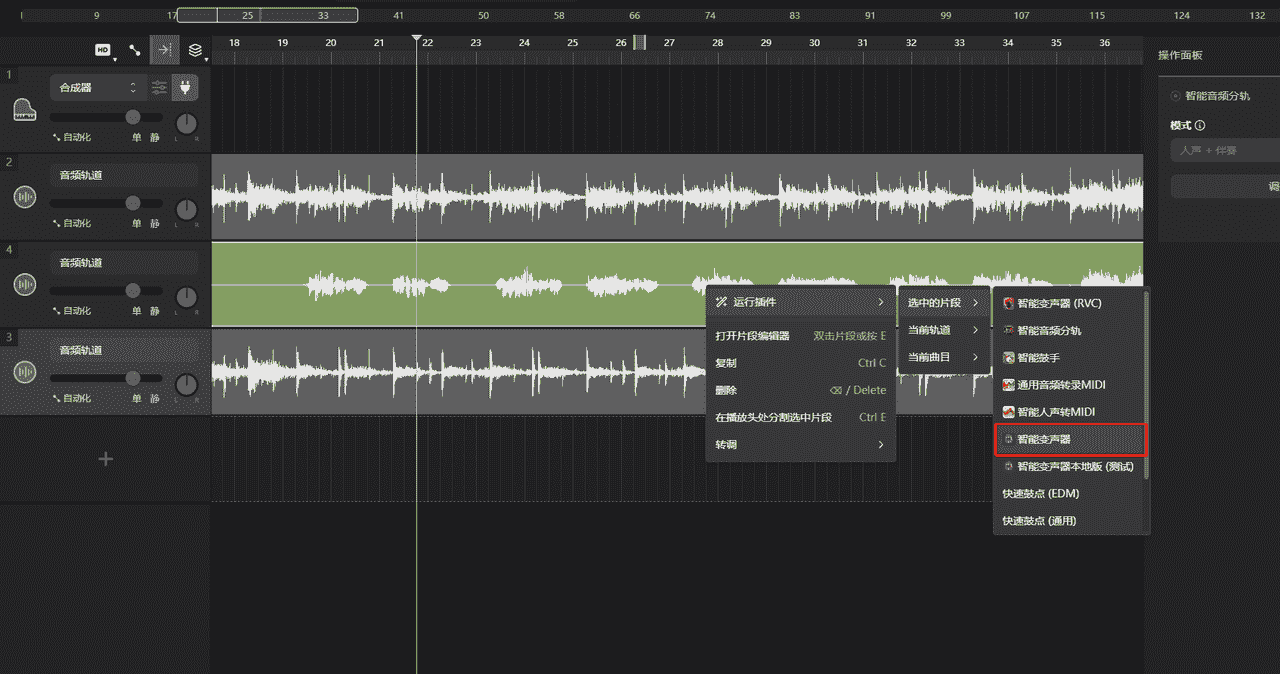 1 9 17 25 33 41 50 58 66 74 83 91 99 107 115 124 132
HD
18 19 20 21 22 23 24 25 26 27 28 29 30 31 32 33 34 35 36
操作面板
智能音频分轨
模式
人声 + 伴奏
调
1
合成器
自动化 单 静
L R
2
音频轨道
自动化 单 静
L R
4
音频轨道
自动化 单 静
L R
3
音频轨道
自动化 单 静
L R
+
运行插件
打开片段编辑器 双击片段或按 E
复制 Ctrl C
删除 ⌫ / Delete
在播放头处分割选中片段 Ctrl E
转调
选中的片段
当前轨道
当前曲目
智能变声器 (RVC)
智能音频分轨
智能鼓手
通用音频转录MIDI
智能人声转MIDI
智能变声器
智能变声器本地版 (测试)
快速鼓点 (EDM)
快速鼓点 (通用)